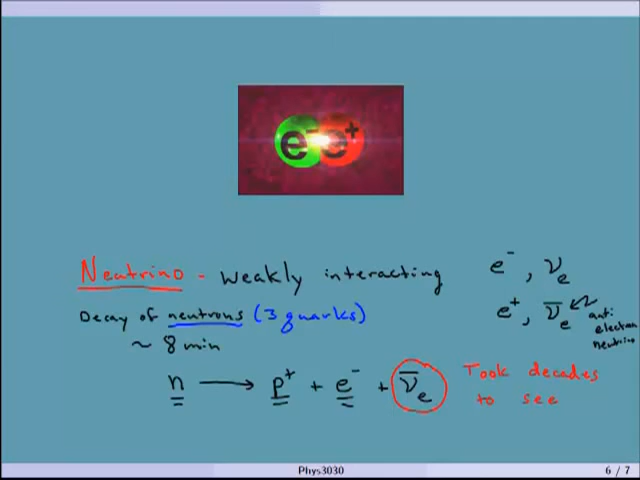 e⁻ e⁺
Neutrino - weakly interacting
e⁻, νₑ
e⁺, ν̅ₑ
anti
electron
neutrino
Decay of neutrons (3 quarks)
~ 8 min
n ⟶ p⁺ + e⁻ + ν̅ₑ
Took decades
to see
Phys3030
6 / 7